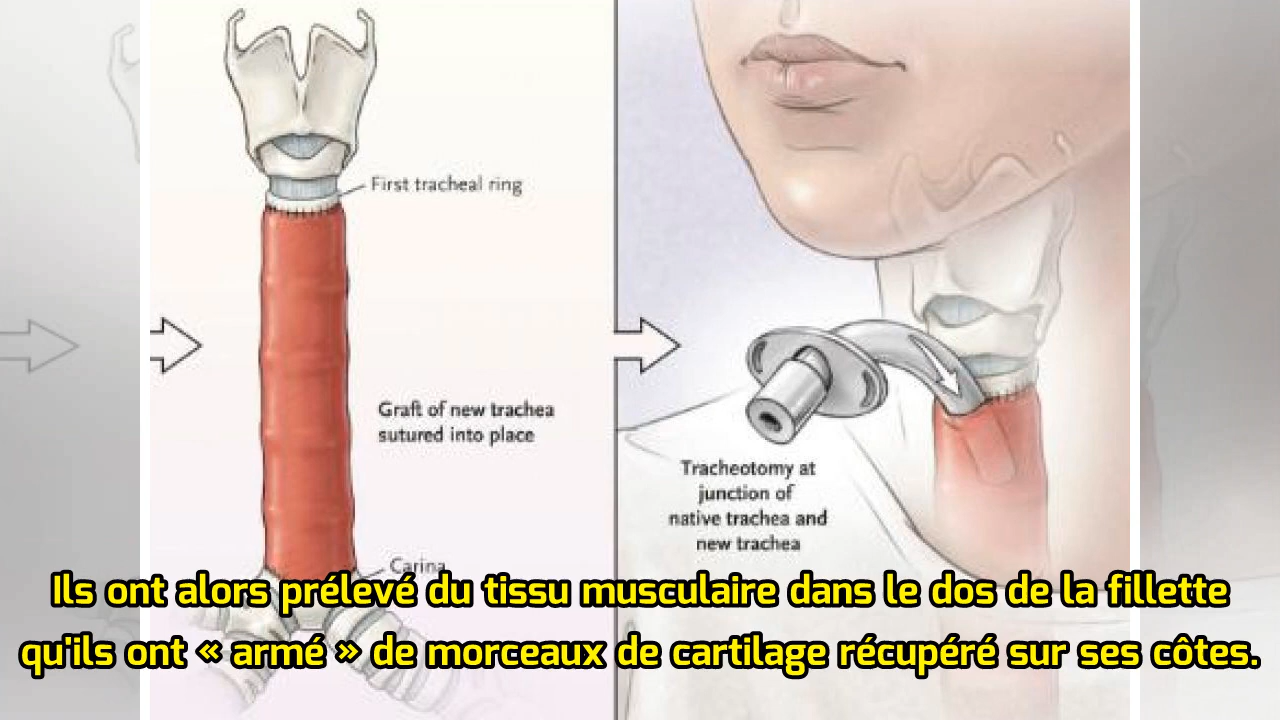 First tracheal ring
Graft of new trachea
sutured into place
Tracheotomy at
junction of
native trachea and
new trachea
Carina
Ils ont alors prélevé du tissu musculaire dans le dos de la fillette
qu'ils ont « armé » de morceaux de cartilage récupéré sur ses côtes.